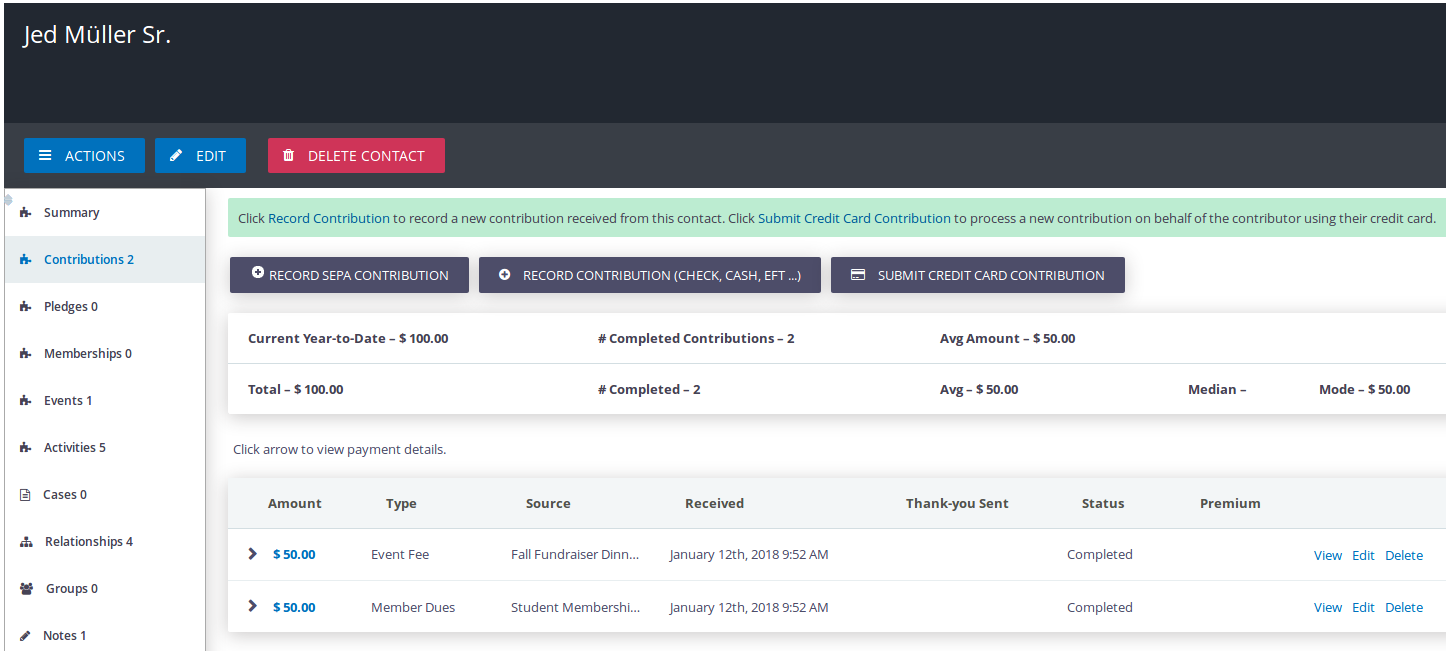 Jed Müller Sr.
ACTIONS EDIT DELETE CONTACT
Summary
Contributions 2
Pledges 0
Memberships 0
Events 1
Activities 5
Cases 0
Relationships 4
Groups 0
Notes 1
Click Record Contribution to record a new contribution received from this contact. Click Submit Credit Card Contribution to process a new contribution on behalf of the contributor using their credit card.
RECORD SEPA CONTRIBUTION RECORD CONTRIBUTION (CHECK, CASH, EFT ...) SUBMIT CREDIT CARD CONTRIBUTION
Current Year-to-Date – $ 100.00 # Completed Contributions – 2 Avg Amount – $ 50.00
Total – $ 100.00 # Completed – 2 Avg – $ 50.00 Median – Mode – $ 50.00
Click arrow to view payment details.
Amount Type Source Received Thank-you Sent Status Premium
$ 50.00 Event Fee Fall Fundraiser Dinn... January 12th, 2018 9:52 AM Completed View Edit Delete
$ 50.00 Member Dues Student Membershi... January 12th, 2018 9:52 AM Completed View Edit Delete